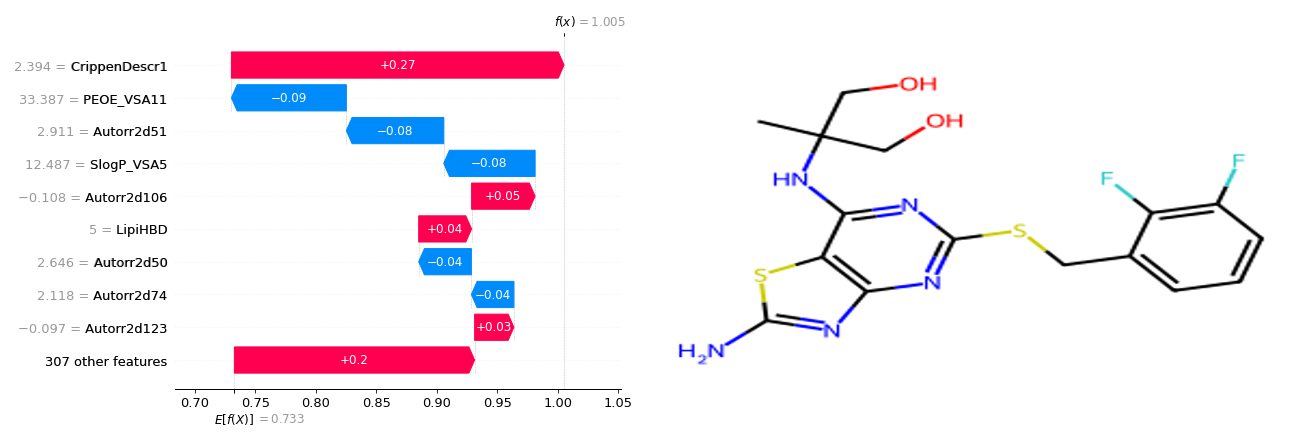 f(x) = 1.005
2.394 = CrippenDescr1
+0.27
33.387 = PEOE_VSA11
−0.09
2.911 = Autorr2d51
−0.08
12.487 = SlogP_VSA5
−0.08
−0.108 = Autorr2d106
+0.05
5 = LipiHBD
+0.04
2.646 = Autorr2d50
−0.04
2.118 = Autorr2d74
−0.04
−0.097 = Autorr2d123
+0.03
307 other features
+0.2
0.70 0.75 0.80 0.85 0.90 0.95 1.00 1.05
E[f(X)] = 0.733
OH
OH
HN
N
S
F
F
S
N
N
H₂N